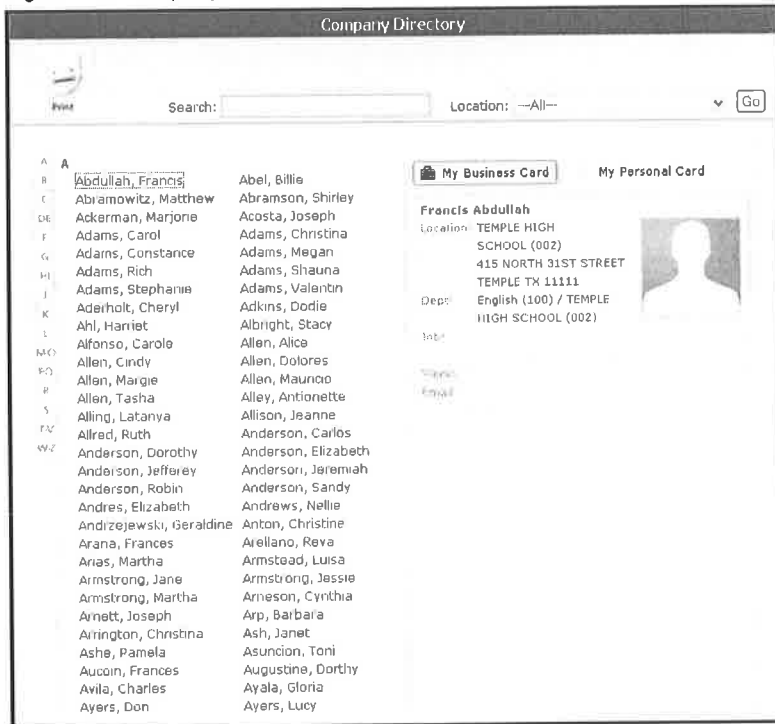 Company Directory
Print
Search:
Location: ---All---
Go
A
B
C
DE
F
G
HI
J
K
L
MO
PQ
R
S
TV
W-Z
A
Abdullah, Francis
Abel, Billie
Abramowitz, Matthew
Abramson, Shirley
Ackerman, Marjorie
Acosta, Joseph
Adams, Carol
Adams, Christina
Adams, Constance
Adams, Megan
Adams, Rich
Adams, Shauna
Adams, Stephanie
Adams, Valentin
Aderholt, Cheryl
Adkins, Dodie
Ahl, Harriet
Albright, Stacy
Alfonso, Carole
Allen, Alice
Allen, Cindy
Allen, Dolores
Allen, Margie
Allen, Mauricio
Allen, Tasha
Alley, Antionette
Alling, Latanya
Allison, Jeanne
Allred, Ruth
Anderson, Carlos
Anderson, Dorothy
Anderson, Elizabeth
Anderson, Jefferey
Anderson, Jeremiah
Anderson, Robin
Anderson, Sandy
Andres, Elizabeth
Andrews, Nellie
Andrzejewski, Geraldine
Anton, Christine
Arana, Frances
Arellano, Reva
Arias, Martha
Armstead, Luisa
Armstrong, Jane
Armstrong, Jessie
Armstrong, Martha
Arneson, Cynthia
Arnett, Joseph
Arp, Barbara
Arrington, Christina
Ash, Janet
Ashe, Pamela
Asuncion, Toni
Aucoin, Frances
Augustine, Dorthy
Avila, Charles
Ayala, Gloria
Ayers, Don
Ayers, Lucy
My Business Card
My Personal Card
Francis Abdullah
Location: TEMPLE HIGH
SCHOOL (002)
415 NORTH 31ST STREET
TEMPLE TX 11111
Dept: English (100) / TEMPLE
HIGH SCHOOL (002)
Job:
Email